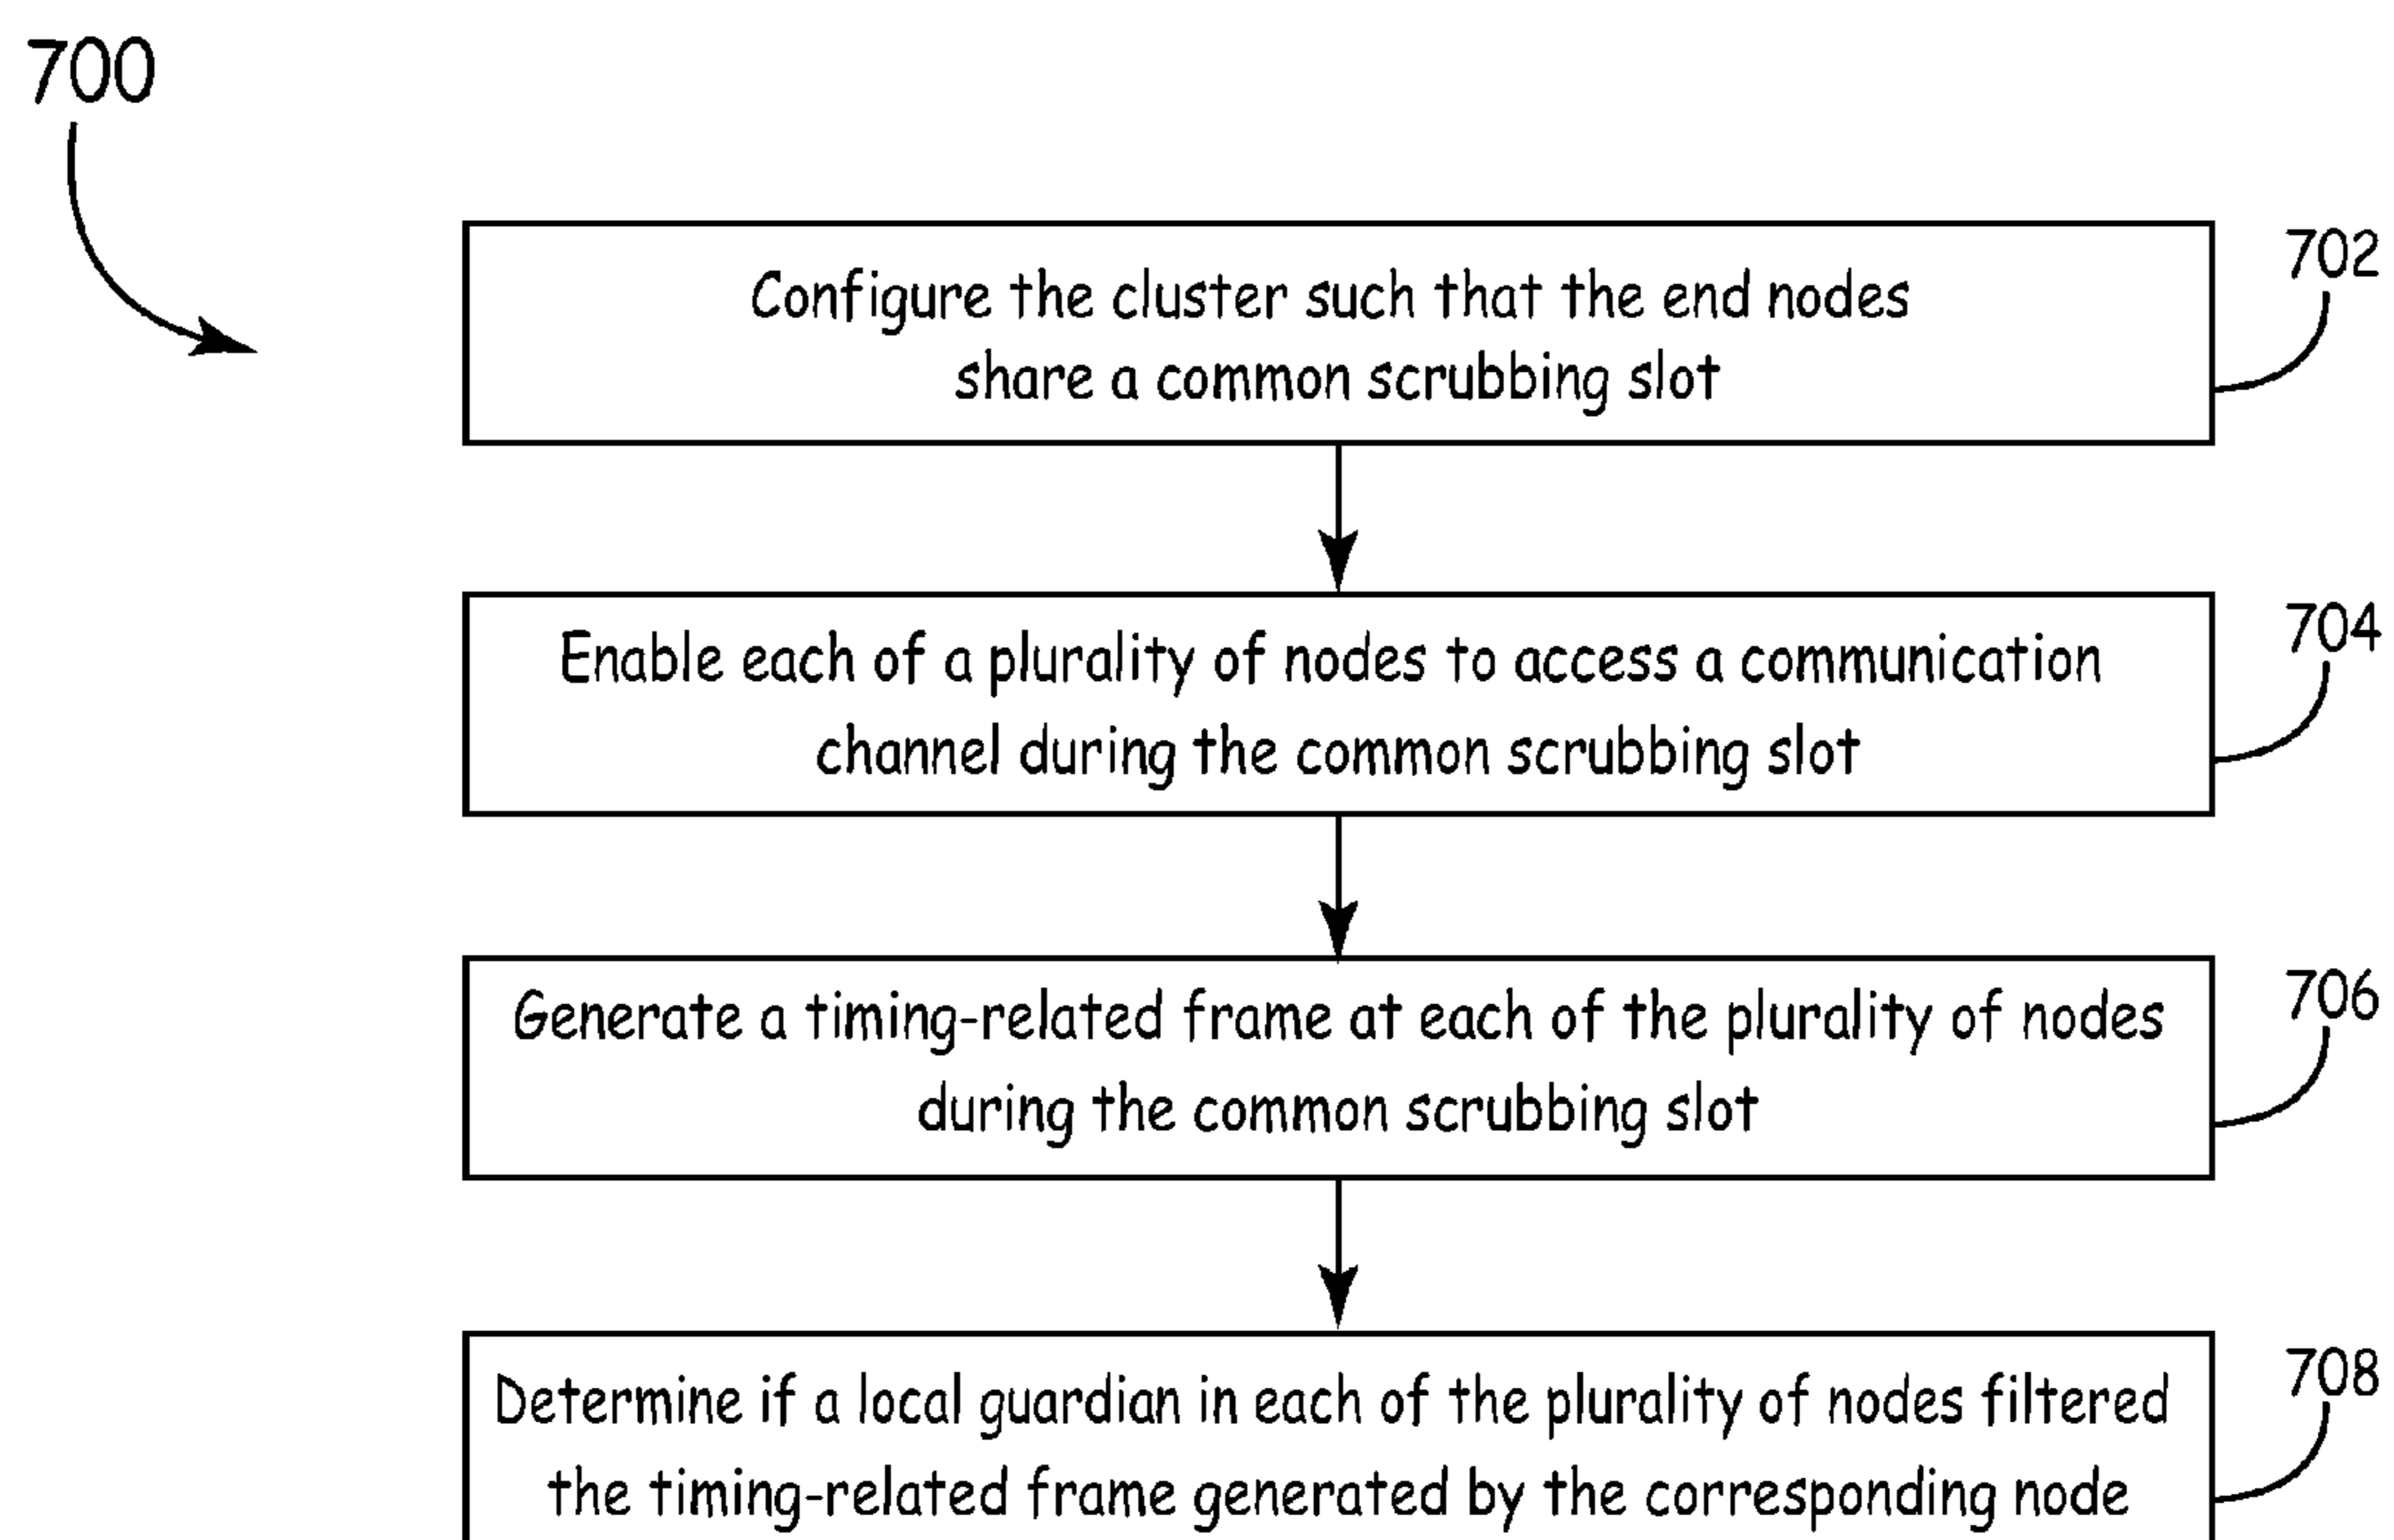 700
Configure the cluster such that the end nodes
share a common scrubbing slot
702
Enable each of a plurality of nodes to access a communication
channel during the common scrubbing slot
704
Generate a timing-related frame at each of the plurality of nodes
during the common scrubbing slot
706
Determine if a local guardian in each of the plurality of nodes filtered
the timing-related frame generated by the corresponding node
708